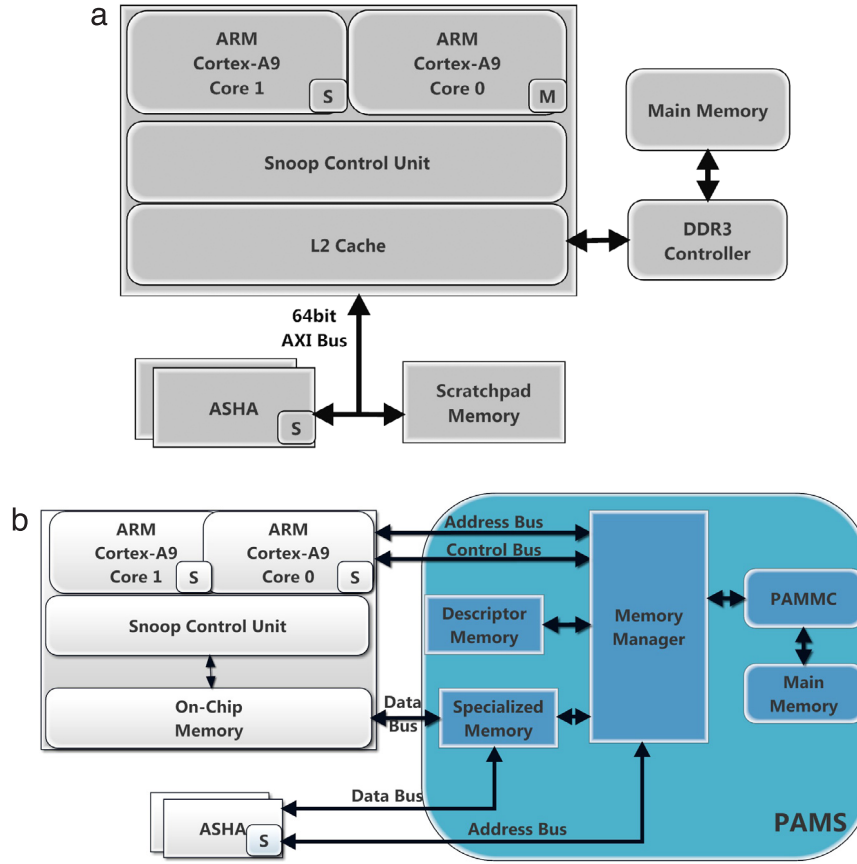 a
ARM
Cortex-A9
Core 1
S
ARM
Cortex-A9
Core 0
M
Snoop Control Unit
L2 Cache
Main Memory
DDR3
Controller
64bit
AXI Bus
ASHA
S
Scratchpad
Memory
b
ARM
Cortex-A9
Core 1
S
ARM
Cortex-A9
Core 0
S
Snoop Control Unit
On-Chip
Memory
Address Bus
Control Bus
Descriptor
Memory
Memory
Manager
PAMMC
Main
Memory
Data
Bus
Specialized
Memory
Data Bus
ASHA
S
Address Bus
PAMS